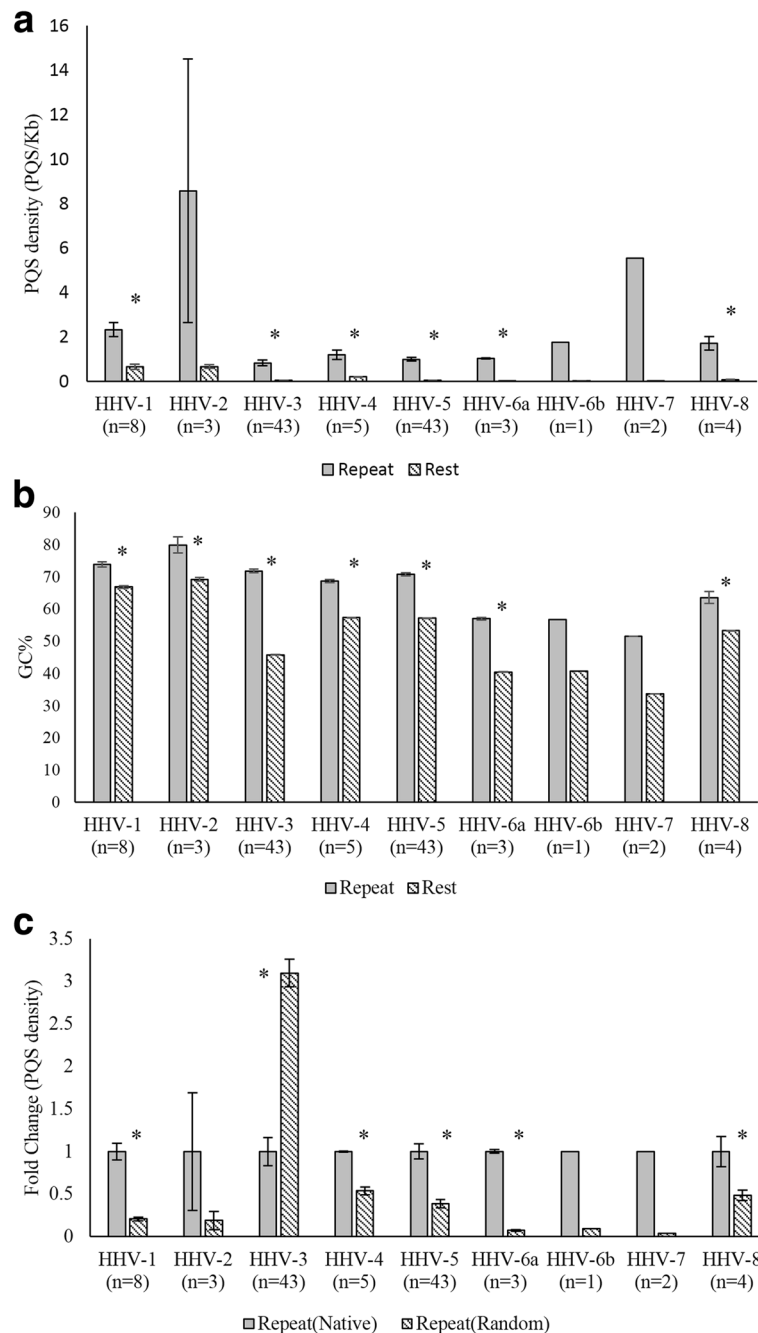 a
PQS density (PQS/Kb)
16
14
12
10
8
6
4
2
0
* * * * * *
HHV-1 HHV-2 HHV-3 HHV-4 HHV-5 HHV-6a HHV-6b HHV-7 HHV-8
(n=8) (n=3) (n=43) (n=5) (n=43) (n=3) (n=1) (n=2) (n=4)
Repeat Rest
b
GC%
90
80
70
60
50
40
30
20
10
0
* * * * * * *
HHV-1 HHV-2 HHV-3 HHV-4 HHV-5 HHV-6a HHV-6b HHV-7 HHV-8
(n=8) (n=3) (n=43) (n=5) (n=43) (n=3) (n=1) (n=2) (n=4)
Repeat Rest
c
Fold Change (PQS density)
3.5
3
2.5
2
1.5
1
0.5
0
* * * * * *
HHV-1 HHV-2 HHV-3 HHV-4 HHV-5 HHV-6a HHV-6b HHV-7 HHV-8
(n=8) (n=3) (n=43) (n=5) (n=43) (n=3) (n=1) (n=2) (n=4)
Repeat(Native) Repeat(Random)